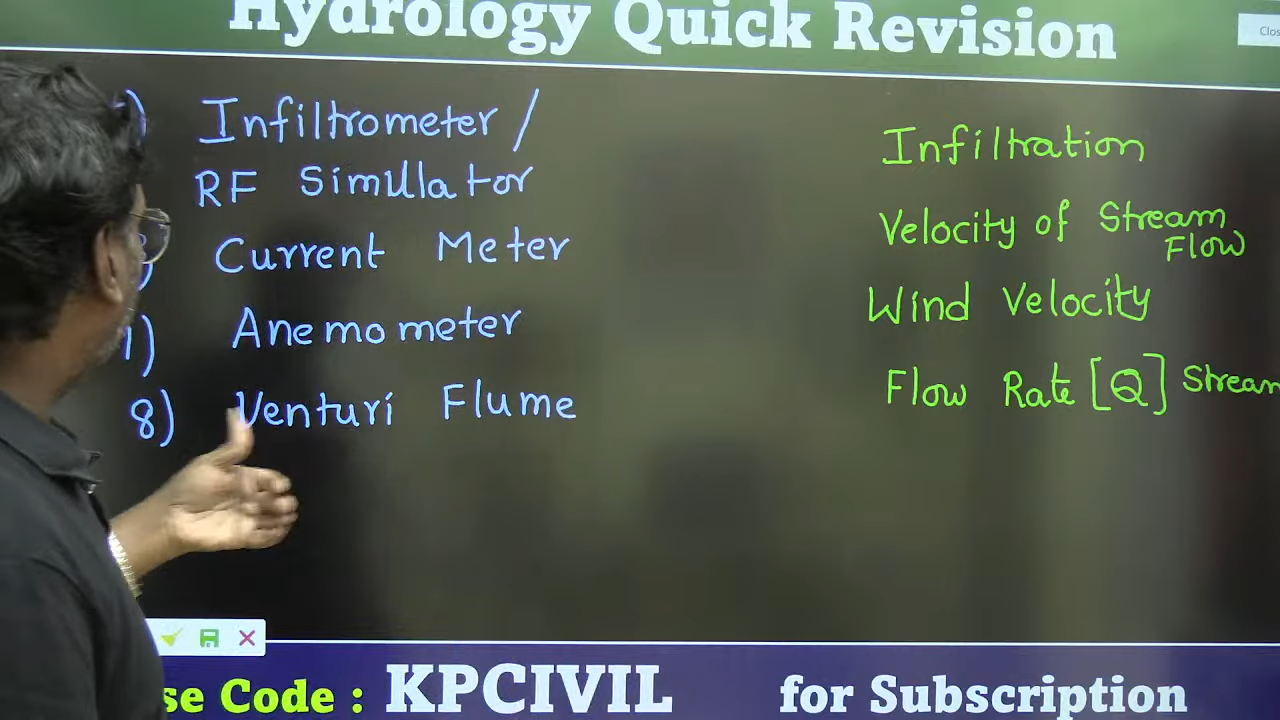 Hydrology Quick Revision
Infiltrometer /
RF Simullator
Infiltration
Current Meter
Velocity of Stream
Flow
Anemometer
Wind Velocity
8) Venturi Flume
Flow Rate [Q] Stream
se Code : KPCIVIL for Subscription